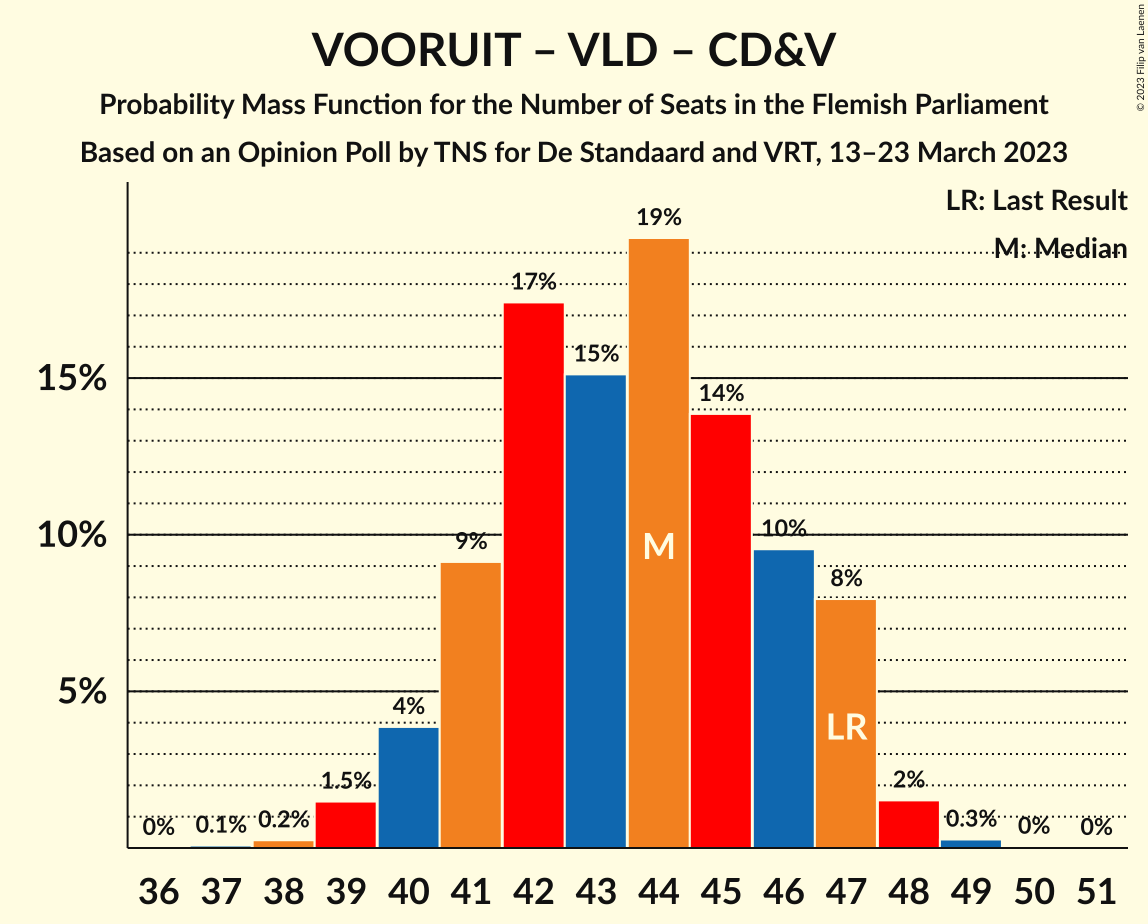 VOORUIT – VLD – CD&V
Probability Mass Function for the Number of Seats in the Flemish Parliament
Based on an Opinion Poll by TNS for De Standaard and VRT, 13–23 March 2023
© 2023 Filip van Laenen
LR: Last Result
M: Median
15%
10%
5%
0%
0.1%
0.2%
1.5%
4%
9%
17%
15%
19%
14%
10%
8%
2%
0.3%
0%
0%
M
LR
36 37 38 39 40 41 42 43 44 45 46 47 48 49 50 51